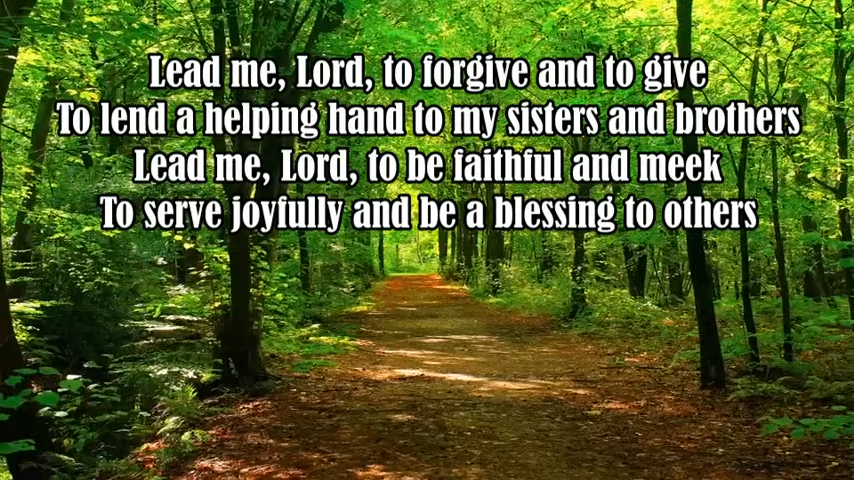 Lead me, Lord, to forgive and to give
To lend a helping hand to my sisters and brothers
Lead me, Lord, to be faithful and meek
To serve joyfully and be a blessing to others